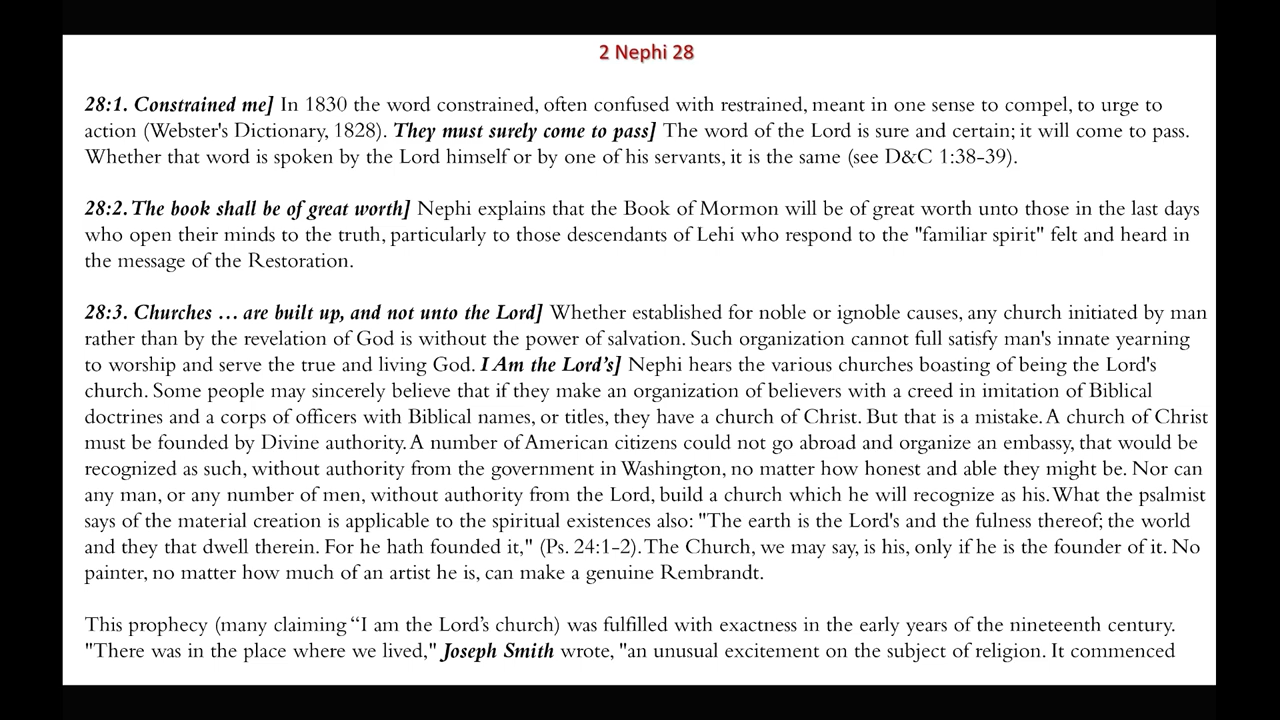 2 Nephi 28
28:1. Constrained me] In 1830 the word constrained, often confused with restrained, meant in one sense to compel, to urge to
action (Webster's Dictionary, 1828). They must surely come to pass] The word of the Lord is sure and certain; it will come to pass.
Whether that word is spoken by the Lord himself or by one of his servants, it is the same (see D&C 1:38-39).
28:2. The book shall be of great worth] Nephi explains that the Book of Mormon will be of great worth unto those in the last days
who open their minds to the truth, particularly to those descendants of Lehi who respond to the "familiar spirit" felt and heard in
the message of the Restoration.
28:3. Churches … are built up, and not unto the Lord] Whether established for noble or ignoble causes, any church initiated by man
rather than by the revelation of God is without the power of salvation. Such organization cannot full satisfy man's innate yearning
to worship and serve the true and living God. I Am the Lord’s] Nephi hears the various churches boasting of being the Lord's
church. Some people may sincerely believe that if they make an organization of believers with a creed in imitation of Biblical
doctrines and a corps of officers with Biblical names, or titles, they have a church of Christ. But that is a mistake. A church of Christ
must be founded by Divine authority. A number of American citizens could not go abroad and organize an embassy, that would be
recognized as such, without authority from the government in Washington, no matter how honest and able they might be. Nor can
any man, or any number of men, without authority from the Lord, build a church which he will recognize as his. What the psalmist
says of the material creation is applicable to the spiritual existences also: "The earth is the Lord's and the fulness thereof; the world
and they that dwell therein. For he hath founded it," (Ps. 24:1-2). The Church, we may say, is his, only if he is the founder of it. No
painter, no matter how much of an artist he is, can make a genuine Rembrandt.
This prophecy (many claiming “I am the Lord’s church) was fulfilled with exactness in the early years of the nineteenth century.
"There was in the place where we lived," Joseph Smith wrote, "an unusual excitement on the subject of religion. It commenced